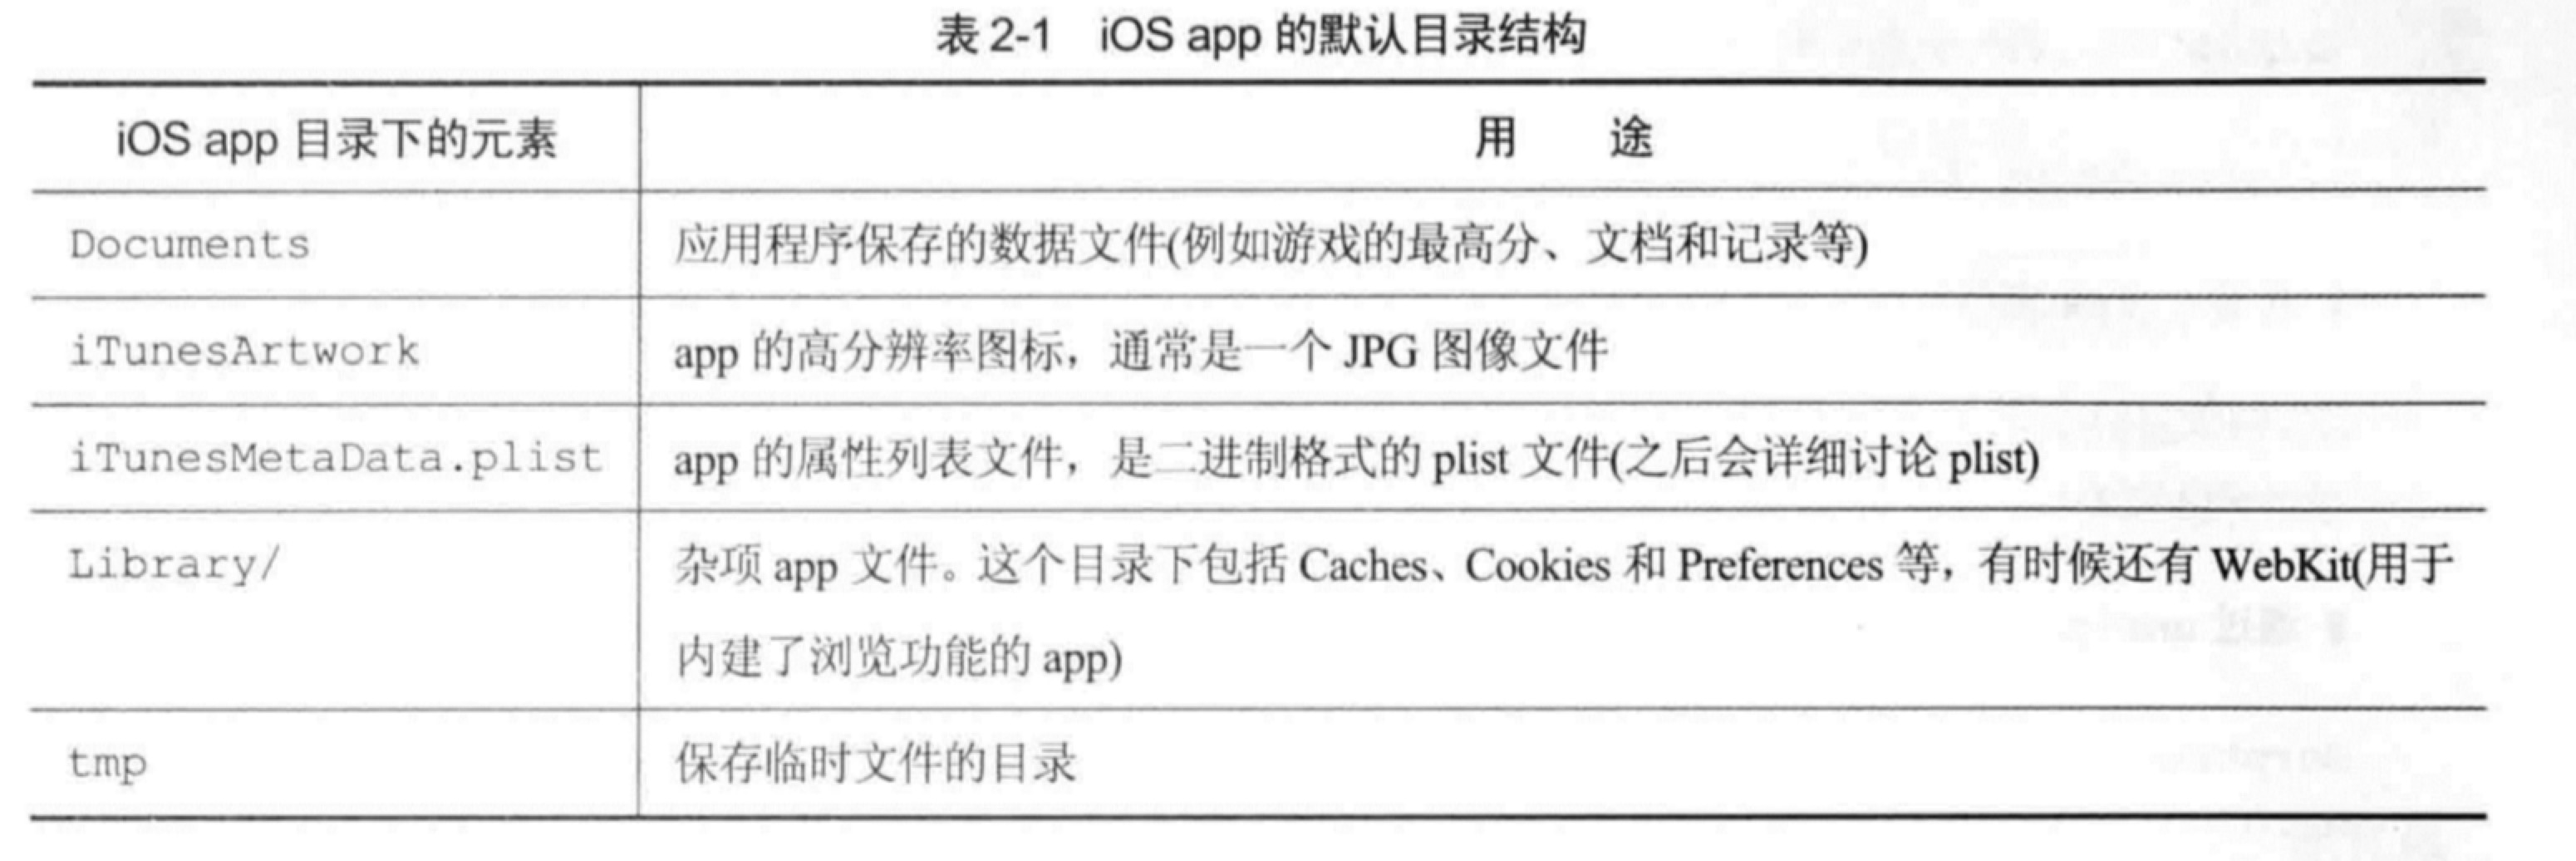 表 2-1 iOS app 的默认目录结构
iOS app 目录下的元素 用 途
Documents 应用程序保存的数据文件(例如游戏的最高分、文档和记录等)
iTunesArtwork app 的高分辨率图标，通常是一个 JPG 图像文件
iTunesMetaData.plist app 的属性列表文件，是二进制格式的 plist 文件(之后会详细讨论 plist)
Library/ 杂项 app 文件。这个目录下包括 Caches、Cookies 和 Preferences 等，有时候还有 WebKit(用于
内建了浏览功能的 app)
tmp 保存临时文件的目录